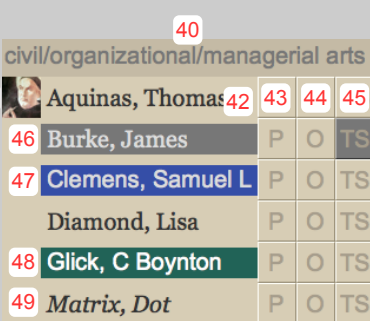 40
civil/organizational/managerial arts
Aquinas, Thomas 42 43 44 45
46 Burke, James P O TS
47 Clemens, Samuel L P O TS
Diamond, Lisa P O TS
48 Glick, C Boynton P O TS
49 Matrix, Dot P O TS